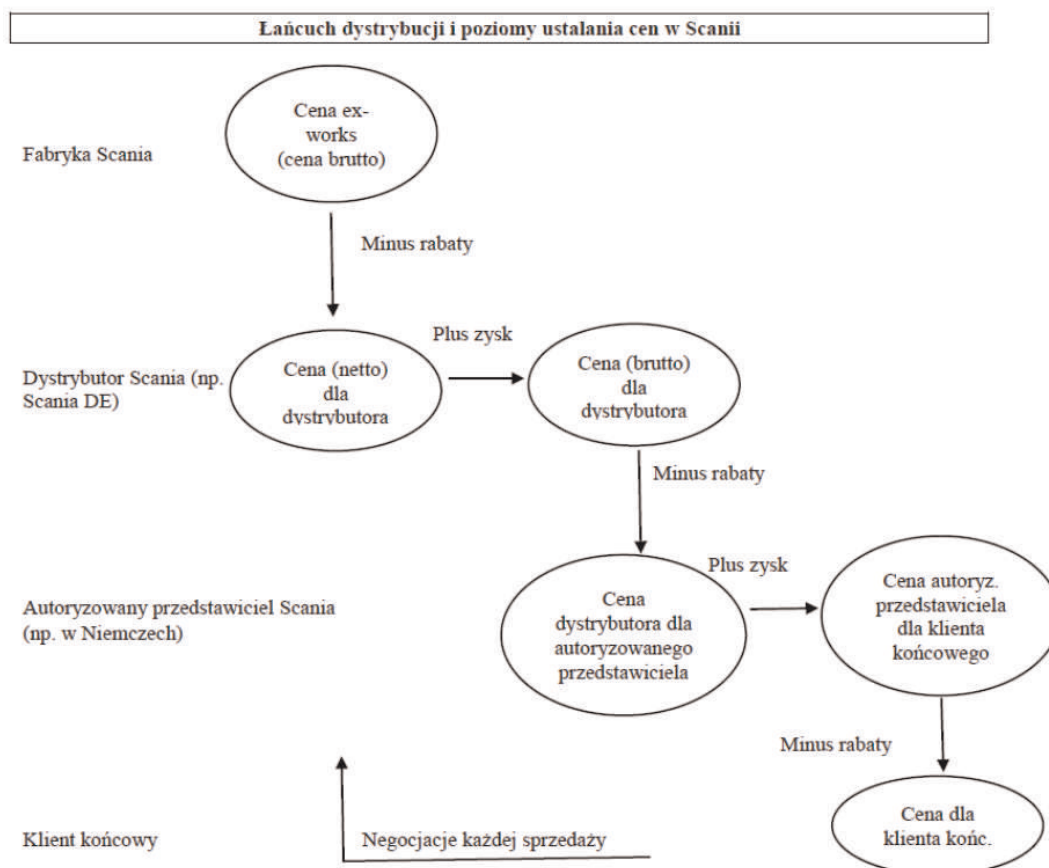 Łańcuch dystrybucji i poziomy ustalania cen w Scanii
Cena ex-
works
(cena brutto)
Fabryka Scania
Minus rabaty
Plus zysk
Cena (netto)
dla
dystrybutora
Cena (brutto)
dla
dystrybutora
Dystrybutor Scania (np.
Scania DE)
Minus rabaty
Plus zysk
Cena
dystrybutora dla
autoryzowanego
przedstawiciela
Cena autoryz.
przedstawiciela
dla klienta
końcowego
Autoryzowany przedstawiciel Scania
(np. w Niemczech)
Minus rabaty
Cena dla
klienta końc.
Klient końcowy
Negocjacje każdej sprzedaży